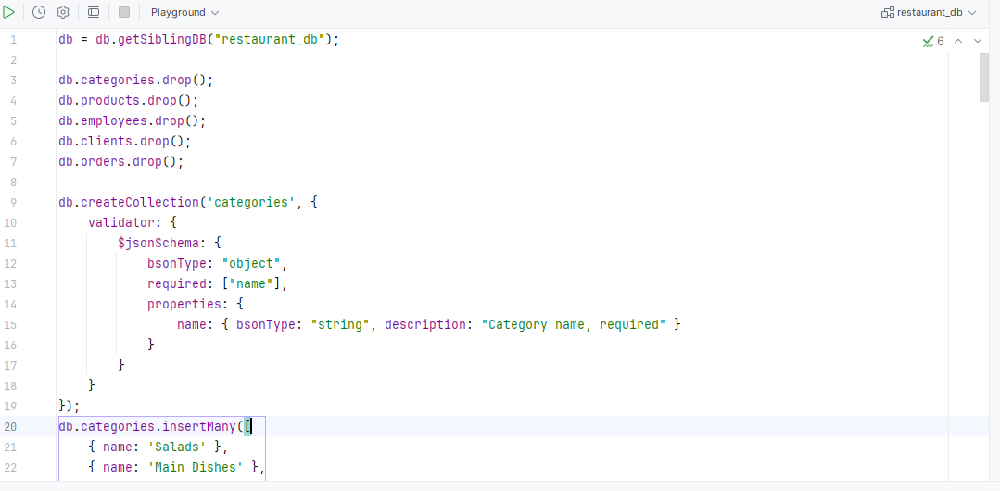 Playground
restaurant_db
6
1 db = db.getSiblingDB("restaurant_db");
2
3 db.categories.drop();
4 db.products.drop();
5 db.employees.drop();
6 db.clients.drop();
7 db.orders.drop();
8
9 db.createCollection('categories', {
10     validator: {
11         $jsonSchema: {
12             bsonType: "object",
13             required: ["name"],
14             properties: {
15                 name: { bsonType: "string", description: "Category name, required" }
16             }
17         }
18     }
19 });
20 db.categories.insertMany([
21     { name: 'Salads' },
22     { name: 'Main Dishes' },